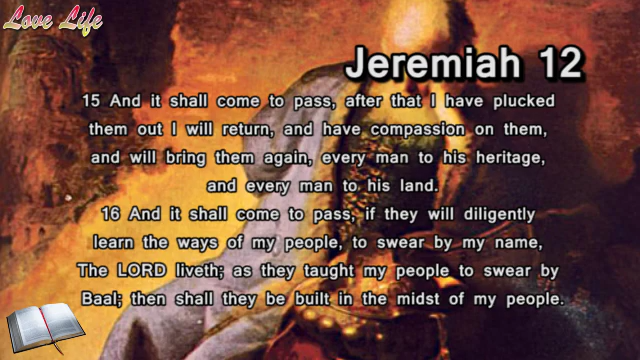 Love Life
Jeremiah 12
15 And it shall come to pass, after that I have plucked
them out I will return, and have compassion on them,
and will bring them again, every man to his heritage,
and every man to his land.
16 And it shall come to pass, if they will diligently
learn the ways of my people, to swear by my name,
The LORD liveth; as they taught my people to swear by
Baal; then shall they be built in the midst of my people.